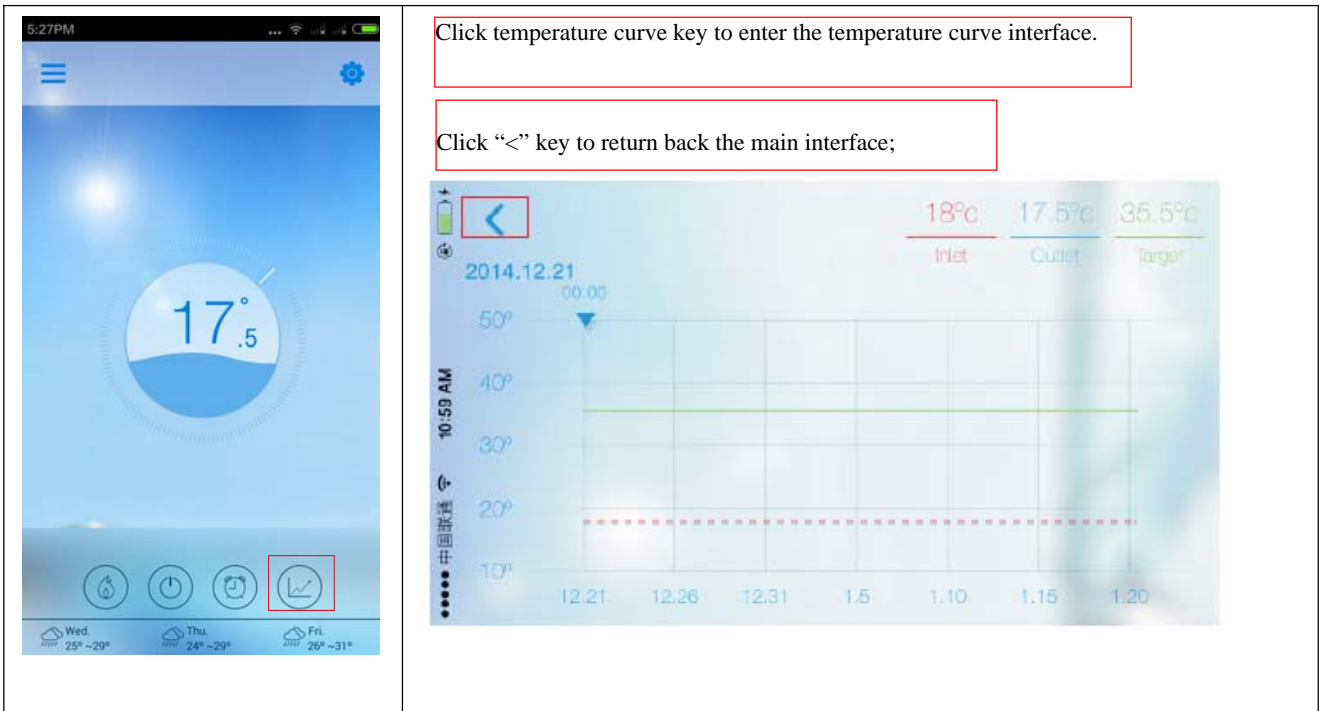 5:27PM
17°.5
Wed.
25° ~29°
Thu.
24° ~29°
Fri.
26° ~31°
Click temperature curve key to enter the temperature curve interface.
Click “<” key to return back the main interface;
18°c 17.5°c 35.5°c
Inlet Outlet Target
2014.12.21
00:00
50°
40°
30°
20°
10°
12.21 12.26 12.31 1.5 1.10 1.15 1.20
中国联通 10:59 AM